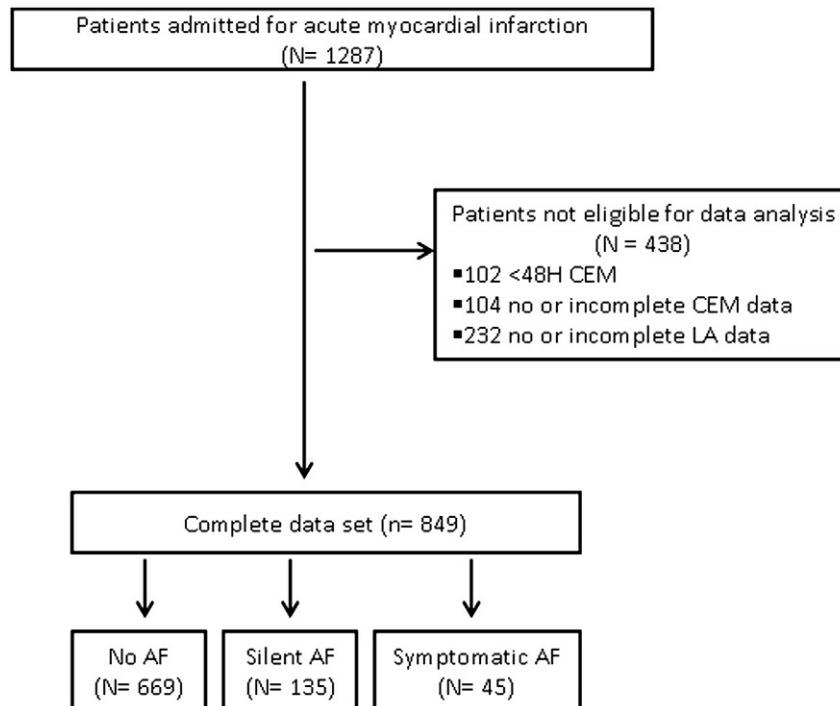 Patients admitted for acute myocardial infarction
(N= 1287)
Patients not eligible for data analysis
(N = 438)
▪102 <48H CEM
▪104 no or incomplete CEM data
▪232 no or incomplete LA data
Complete data set (n= 849)
No AF
(N= 669)
Silent AF
(N= 135)
Symptomatic AF
(N= 45)